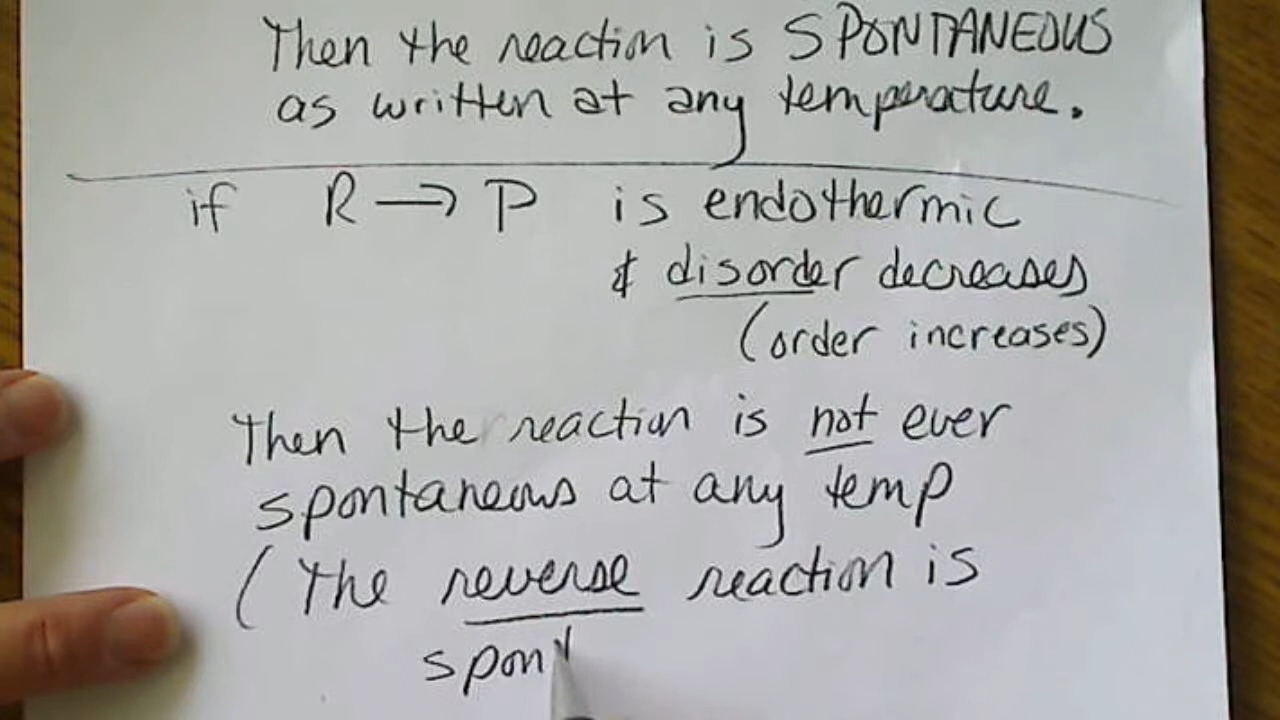 Then the reaction is SPONTANEOUS
as written at any temperature.
if R → P is endothermic
& disorder decreases
(order increases)
Then the reaction is not ever
spontaneous at any temp
(The reverse reaction is
spont